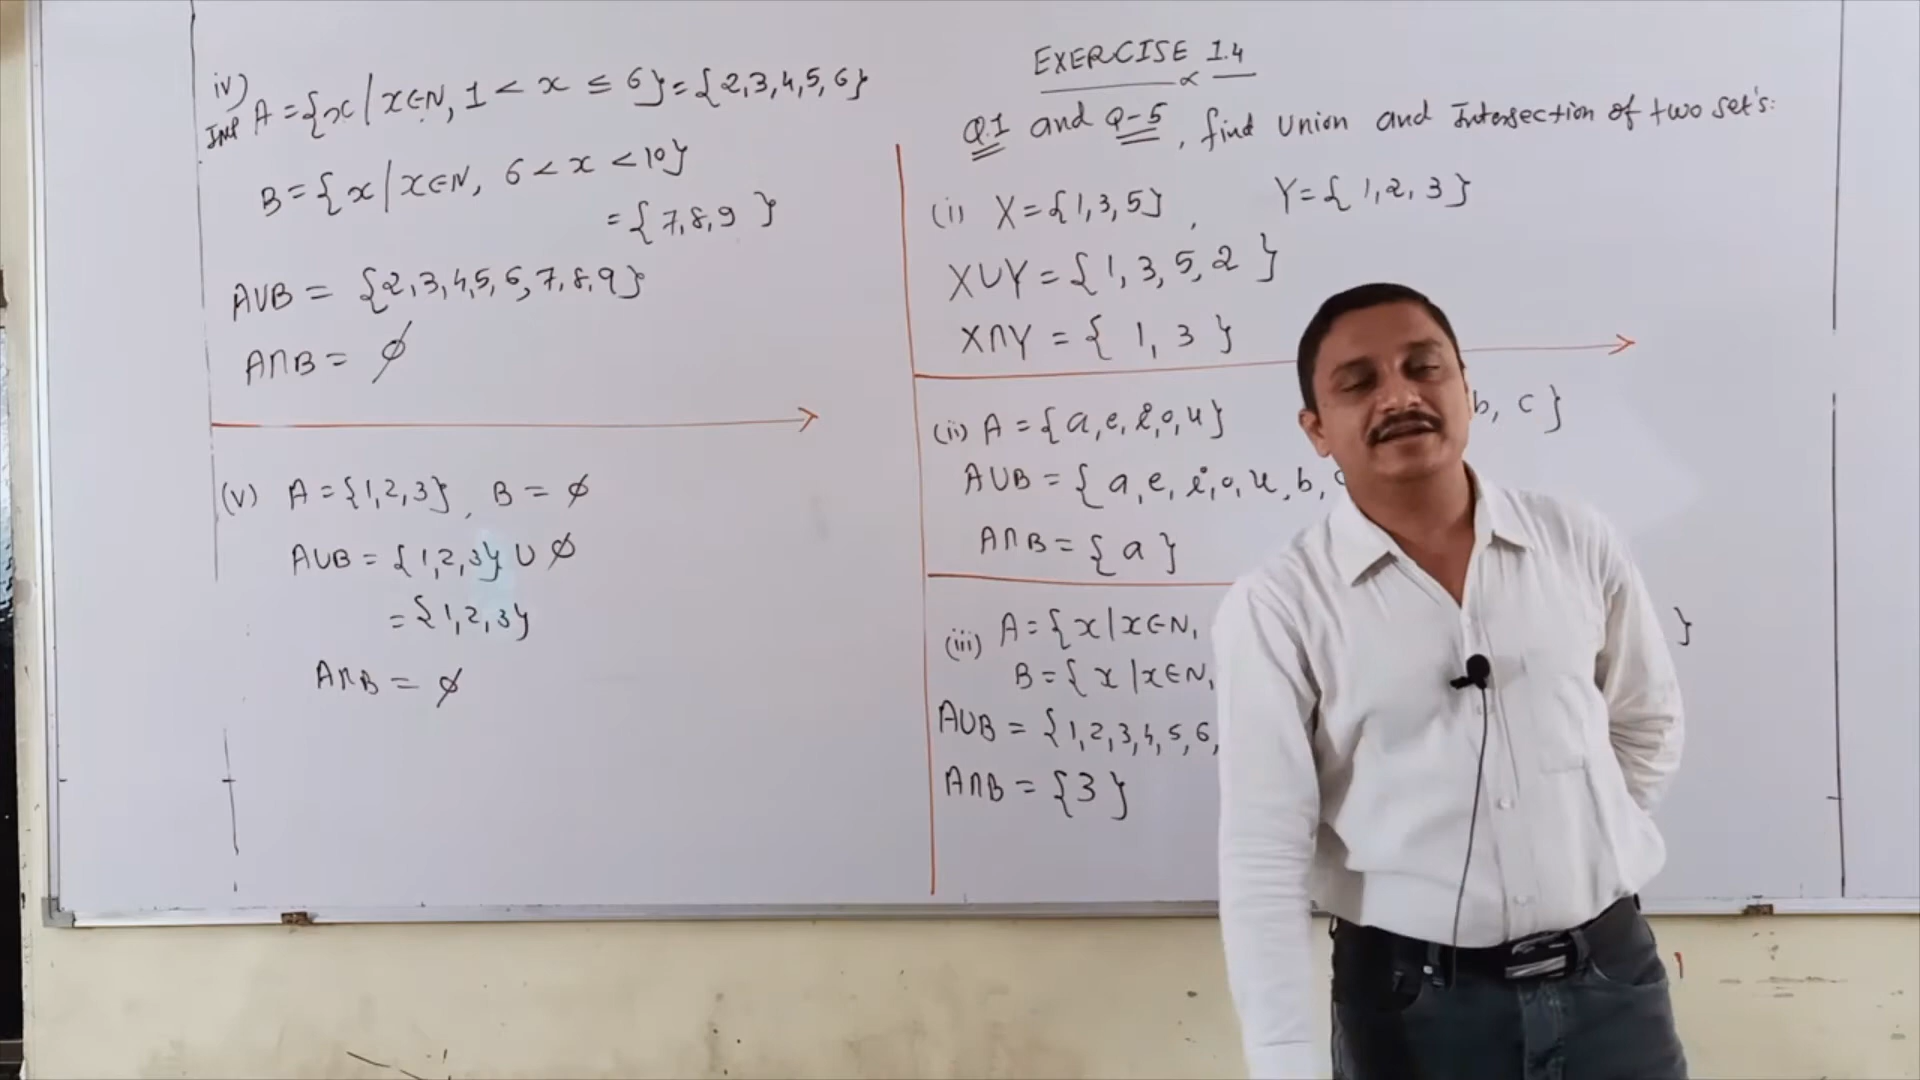 EXERCISE 1.4
Q.1 and Q-5, find Union and Intersection of two set's:
(i) X = {1,3,5}, Y = {1,2,3}
X∪Y = {1,3,5,2}
X∩Y = {1,3}
(ii) A = {a,e,i,o,u} b, c}
A∪B = {a,e,i,o,u,b,
A∩B = {a}
(iii) A = {x/x∈N, }
B = {x/x∈N,
A∪B = {1,2,3,4,5,6,
A∩B = {3}
iv) A = {x/x∈N, 1 < x ≤ 6} = {2,3,4,5,6}
Imp
B = {x/x∈N, 6 < x < 10}
= {7,8,9}
A∪B = {2,3,4,5,6,7,8,9}
A∩B = ϕ
(v) A = {1,2,3}, B = ϕ
A∪B = {1,2,3} ∪ ϕ
= {1,2,3}
A∩B = ϕ